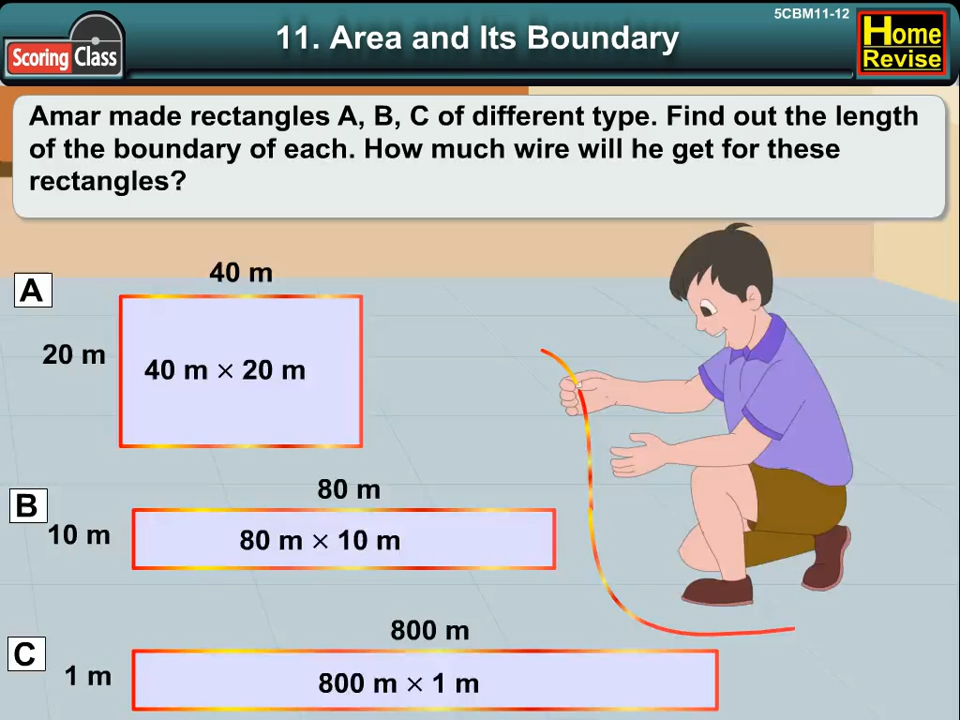 5CBM11-12
Scoring Class
11. Area and Its Boundary
Home
Revise
Amar made rectangles A, B, C of different type. Find out the length
of the boundary of each. How much wire will he get for these
rectangles?
A
40 m
20 m
40 m × 20 m
B
80 m
10 m
80 m × 10 m
C
800 m
1 m
800 m × 1 m